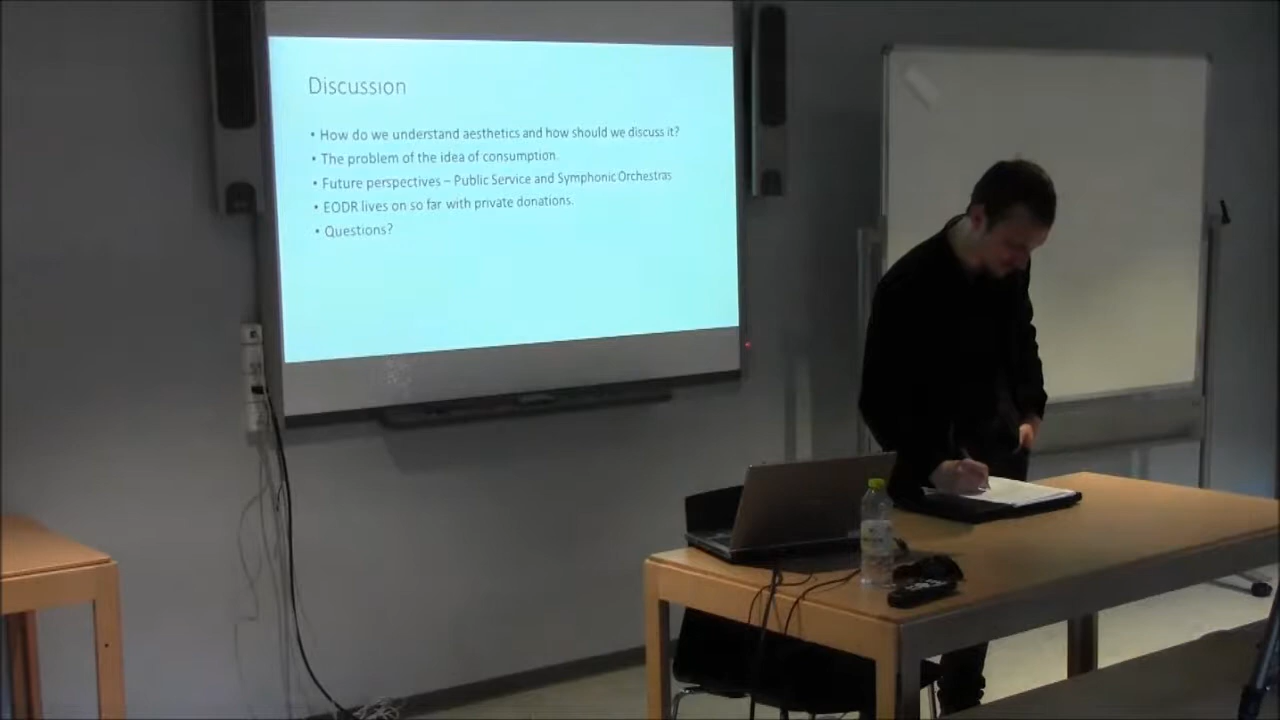 Discussion
• How do we understand aesthetics and how should we discuss it?
• The problem of the idea of consumption.
• Future perspectives – Public Service and Symphonic Orchestras
• EODR lives on so far with private donations.
• Questions?